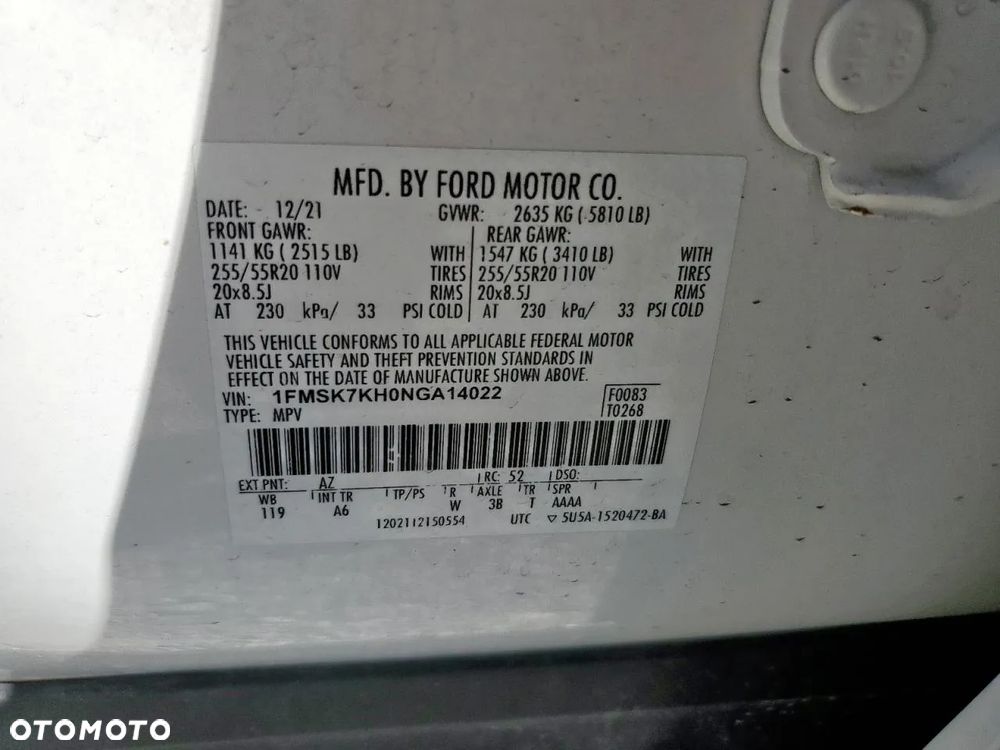 MFD. BY FORD MOTOR CO.
DATE: 12/21 GVWR: 2635 KG ( 5810 LB)
FRONT GAWR: REAR GAWR:
1141 KG ( 2515 LB) WITH 1547 KG ( 3410 LB) WITH
255/55R20 110V TIRES 255/55R20 110V TIRES
20x8.5J RIMS 20x8.5J RIMS
AT 230 kPa/ 33 PSI COLD AT 230 kPa/ 33 PSI COLD
THIS VEHICLE CONFORMS TO ALL APPLICABLE FEDERAL MOTOR
VEHICLE SAFETY AND THEFT PREVENTION STANDARDS IN
EFFECT ON THE DATE OF MANUFACTURE SHOWN ABOVE.
VIN: 1FMSK7KH0NGA14022 F0083
TYPE: MPV T0268
EXT PNT: AZ RC: 52 DSO:
WB INT TR TP/PS R AXLE TR SPR
119 A6 W 3B T AAAA
1202112150554 UTC ▽ 5U5A-1520472-BA
OTOMOTO